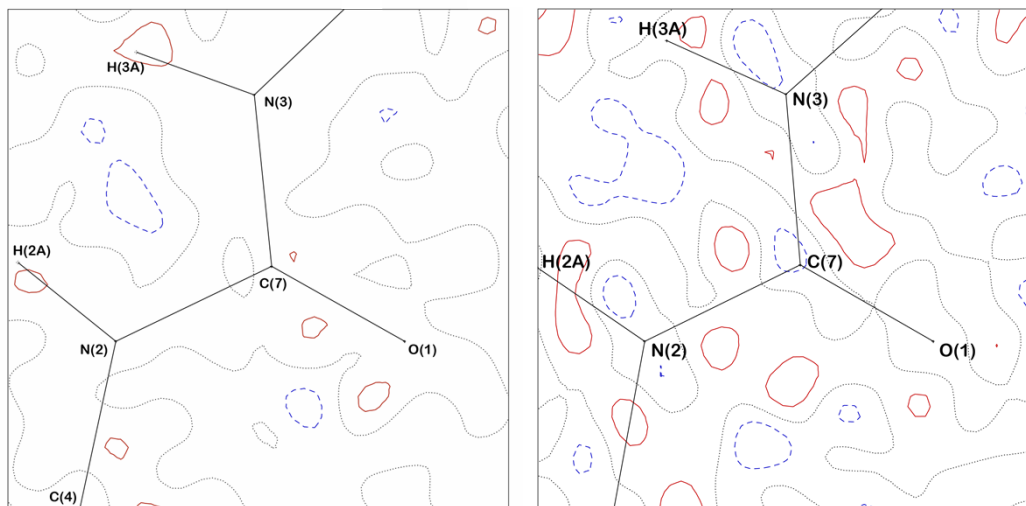 H(3A)
N(3)
H(2A)
C(7)
N(2)
O(1)
C(4)
H(3A)
N(3)
H(2A)
C(7)
N(2)
O(1)